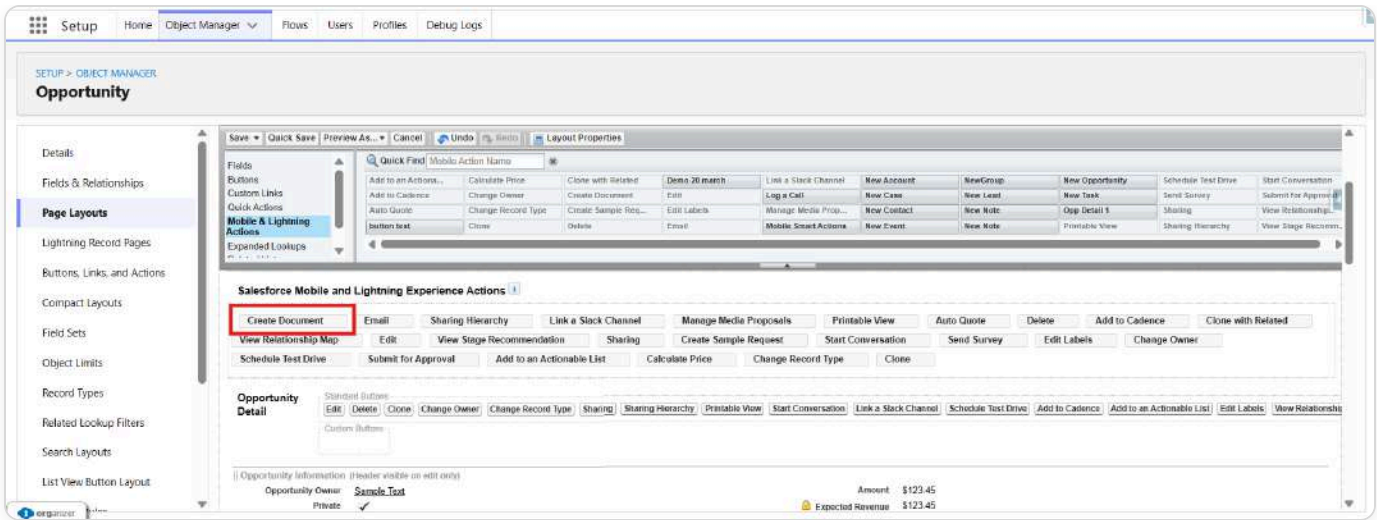 Setup Home Object Manager Flows Users Profiles Debug Logs
SETUP > OBJECT MANAGER
Opportunity
Details
Fields & Relationships
Page Layouts
Lightning Record Pages
Buttons, Links, and Actions
Compact Layouts
Field Sets
Object Limits
Record Types
Related Lookup Filters
Search Layouts
List View Button Layout
organizer
Save Quick Save Preview As... Cancel Undo Redo Layout Properties
Fields
Buttons
Custom Links
Quick Actions
Mobile & Lightning Actions
Expanded Lookups
Quick Find Mobile Action Name
Add to an Actiona... Calculate Price Clone with Related Demo 20 march Link a Slack Channel New Account NewGroup New Opportunity Schedule Test Drive Start Conversation
Add to Cadence Change Owner Create Document Edit Log a Call New Case New Lead New Task Send Survey Submit for Approval
Auto Quote Change Record Type Create Sample Req... Edit Labels Manage Media Prop... New Contact New Note Opp Detail 1 Sharing View Relationship...
button test Clone Delete Email Mobile Smart Actions New Event New Note Printable View Sharing Hierarchy View Stage Recomm...
Salesforce Mobile and Lightning Experience Actions i
Create Document Email Sharing Hierarchy Link a Slack Channel Manage Media Proposals Printable View Auto Quote Delete Add to Cadence Clone with Related
View Relationship Map Edit View Stage Recommendation Sharing Create Sample Request Start Conversation Send Survey Edit Labels Change Owner
Schedule Test Drive Submit for Approval Add to an Actionable List Calculate Price Change Record Type Clone
Opportunity Detail
Standard Buttons
Edit Delete Clone Change Owner Change Record Type Sharing Sharing Hierarchy Printable View Start Conversation Link a Slack Channel Schedule Test Drive Add to Cadence Add to an Actionable List Edit Labels View Relationship
Custom Buttons
Opportunity Information (Header visible on edit only)
Opportunity Owner Sample Text Amount $123.45
Private ✓ Expected Revenue $123.45